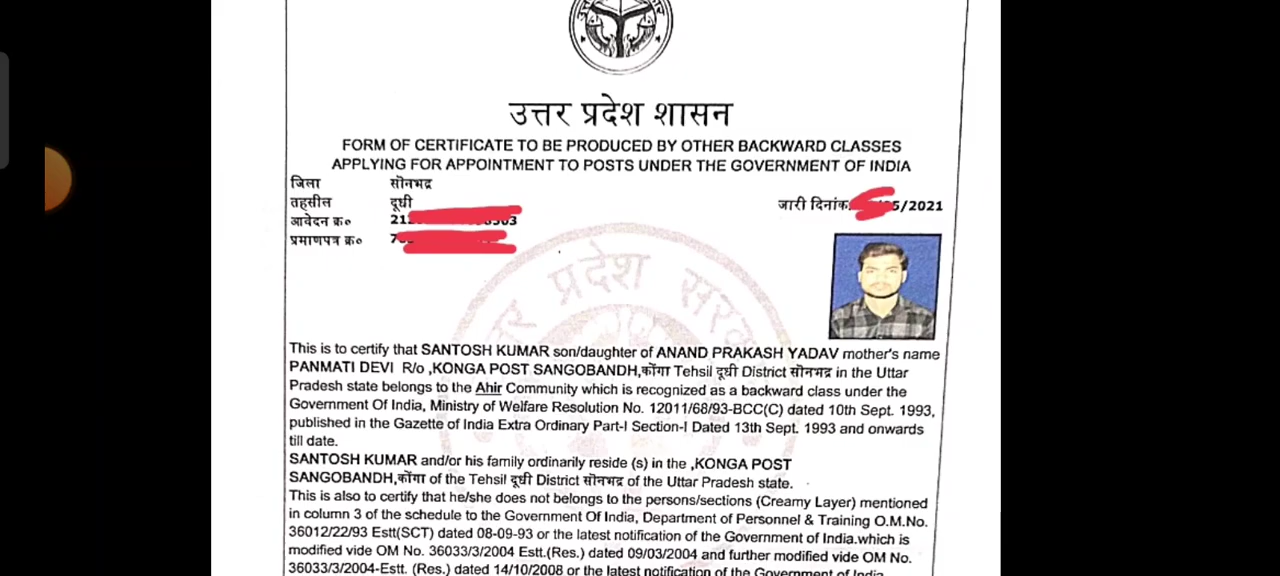 उत्तर प्रदेश शासन
FORM OF CERTIFICATE TO BE PRODUCED BY OTHER BACKWARD CLASSES
APPLYING FOR APPOINTMENT TO POSTS UNDER THE GOVERNMENT OF INDIA
जिला सोनभद्र
तहसील दूधी जारी दिनांक 5/2021
आवेदन क्र० 21
प्रमाणपत्र क्र० 7
प्रदेश सरक
This is to certify that SANTOSH KUMAR son/daughter of ANAND PRAKASH YADAV mother's name
PANMATI DEVI R/o ,KONGA POST SANGOBANDH,कोंगा Tehsil दूधी District सोनभद्र in the Uttar
Pradesh state belongs to the Ahir Community which is recognized as a backward class under the
Government Of India, Ministry of Welfare Resolution No. 12011/68/93-BCC(C) dated 10th Sept. 1993,
published in the Gazette of India Extra Ordinary Part-I Section-I Dated 13th Sept. 1993 and onwards
till date.
SANTOSH KUMAR and/or his family ordinarily reside (s) in the ,KONGA POST
SANGOBANDH,कोंगा of the Tehsil दूधी District सोनभद्र of the Uttar Pradesh state.
This is also to certify that he/she does not belongs to the persons/sections (Creamy Layer) mentioned
in column 3 of the schedule to the Government Of India, Department of Personnel & Training O.M.No.
36012/22/93 Estt(SCT) dated 08-09-93 or the latest notification of the Government of India.which is
modified vide OM No. 36033/3/2004 Estt.(Res.) dated 09/03/2004 and further modified vide OM No.
36033/3/2004-Estt. (Res.) dated 14/10/2008 or the latest notification of the Government of India